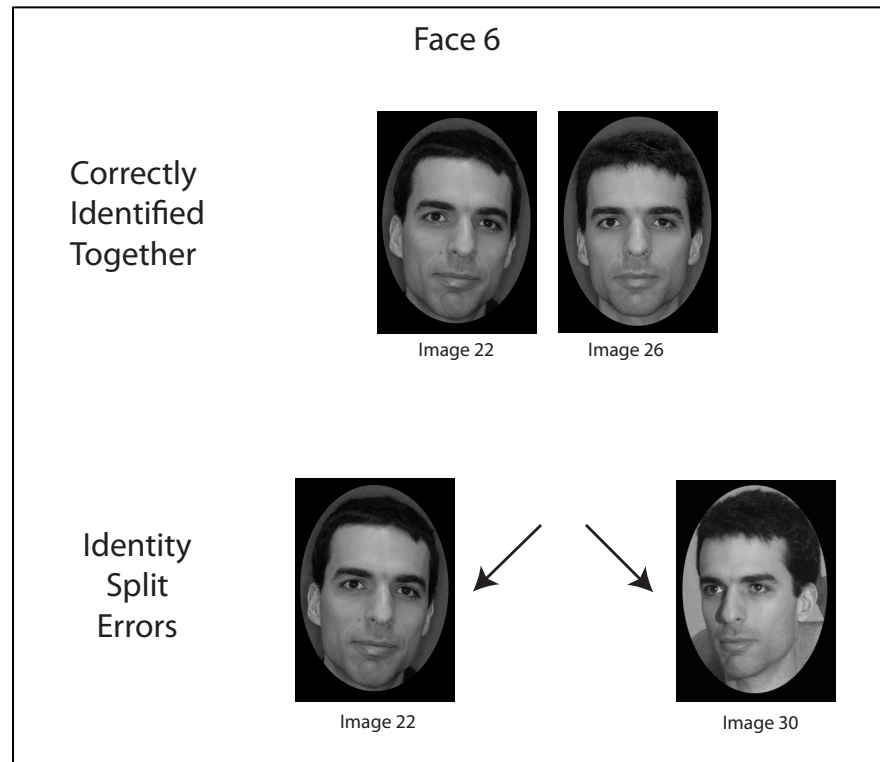 Face 6
Correctly
Identified
Together
Image 22
Image 26
Identity
Split
Errors
Image 22
Image 30